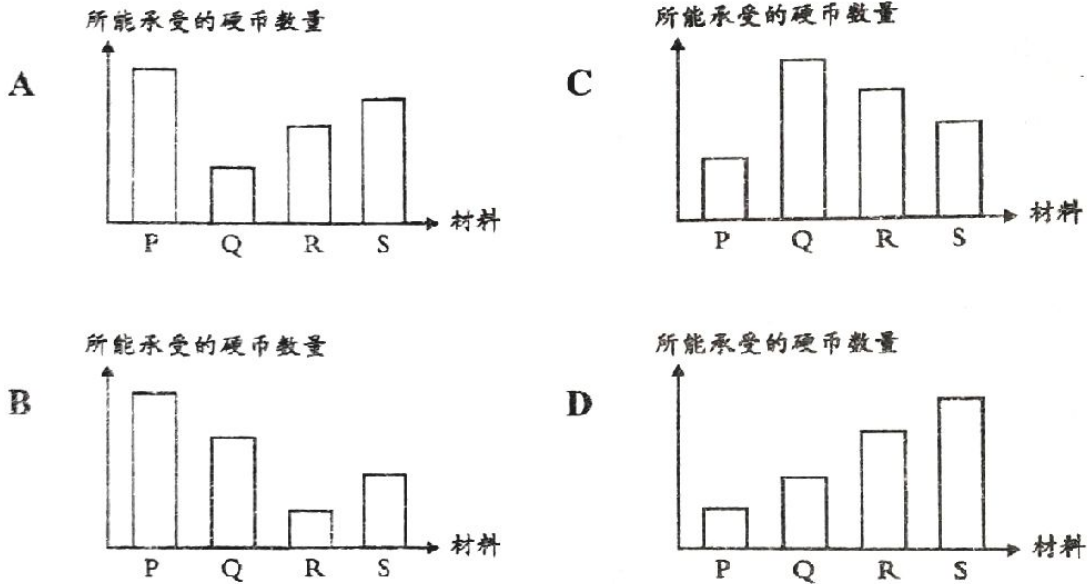 所能承受的硬币数量
A
材料
P Q R S
所能承受的硬币数量
C
材料
P Q R S
所能承受的硬币数量
B
材料
P Q R S
所能承受的硬币数量
D
材料
P Q R S